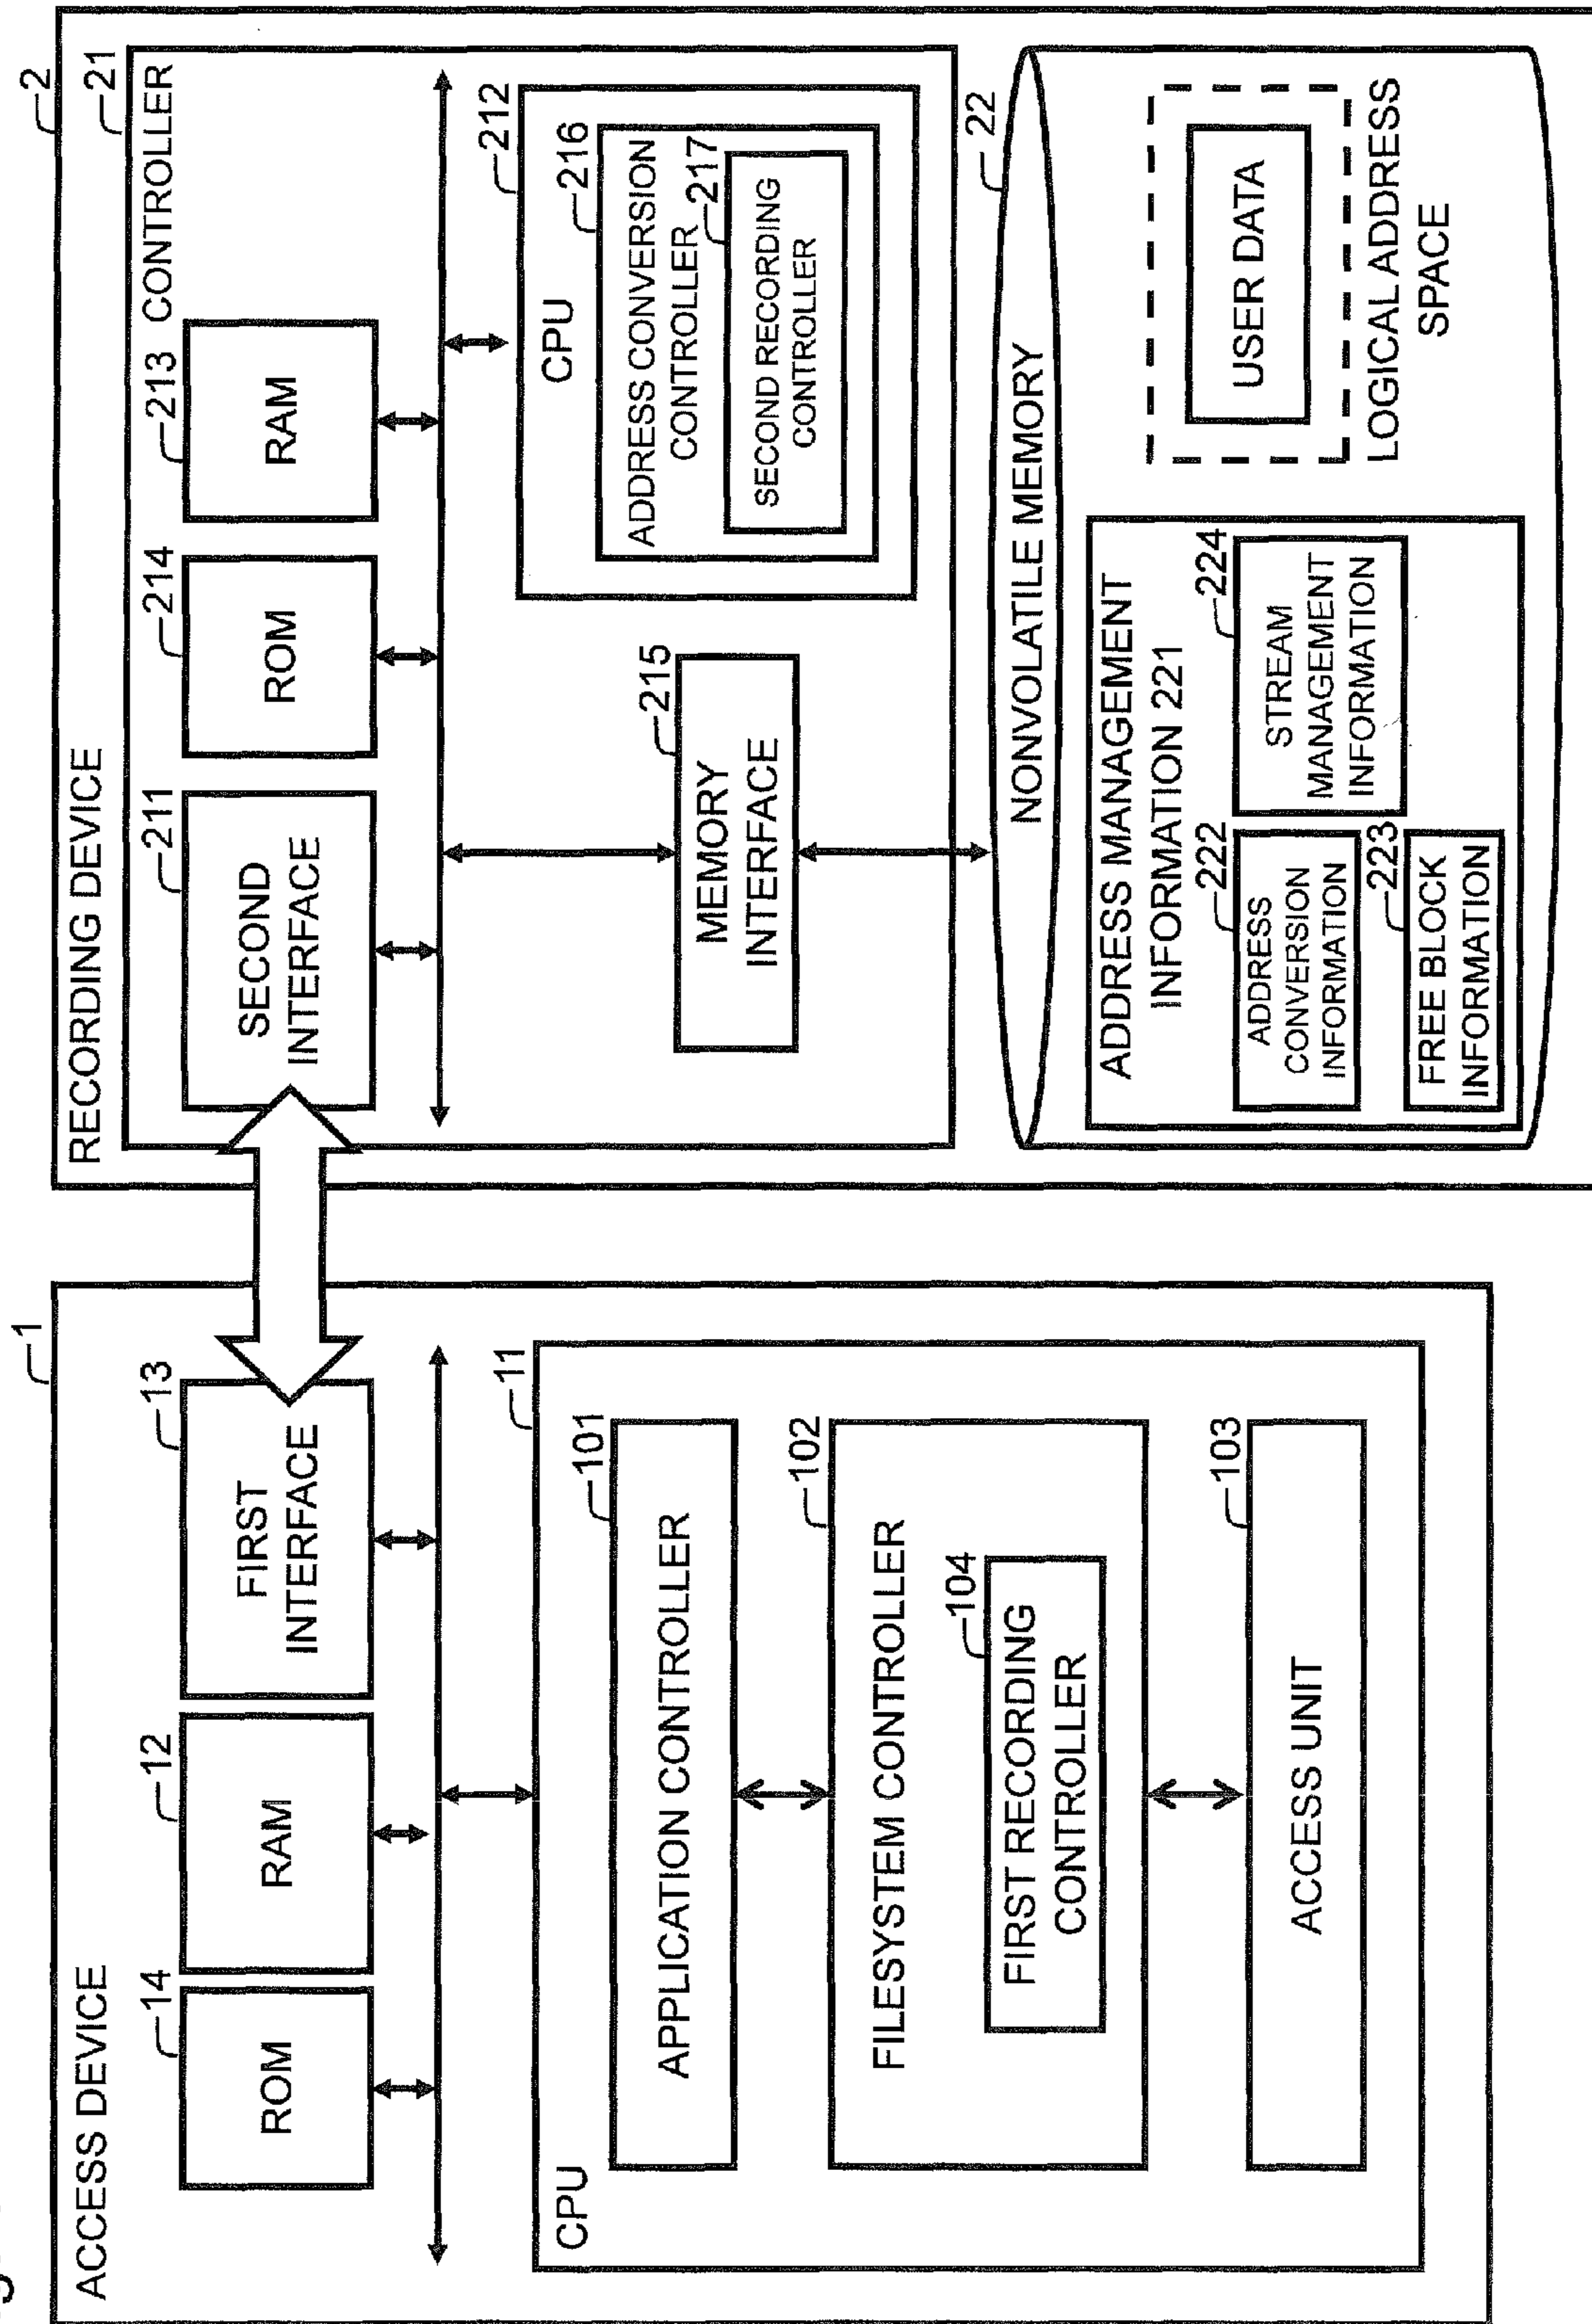 ACCESS DEVICE
1
ROM
14
RAM
12
FIRST
INTERFACE
13
CPU
11
APPLICATION CONTROLLER
101
FILESYSTEM CONTROLLER
102
FIRST RECORDING
CONTROLLER
104
ACCESS UNIT
103
RECORDING DEVICE
2
CONTROLLER
21
SECOND
INTERFACE
211
ROM
214
RAM
213
MEMORY
INTERFACE
215
CPU
212
ADDRESS CONVERSION
CONTROLLER
216
SECOND RECORDING
CONTROLLER
217
NONVOLATILE MEMORY
22
ADDRESS MANAGEMENT
INFORMATION 221
ADDRESS
CONVERSION
INFORMATION
222
FREE BLOCK
INFORMATION
223
STREAM
MANAGEMENT
INFORMATION
224
USER DATA
LOGICAL ADDRESS
SPACE